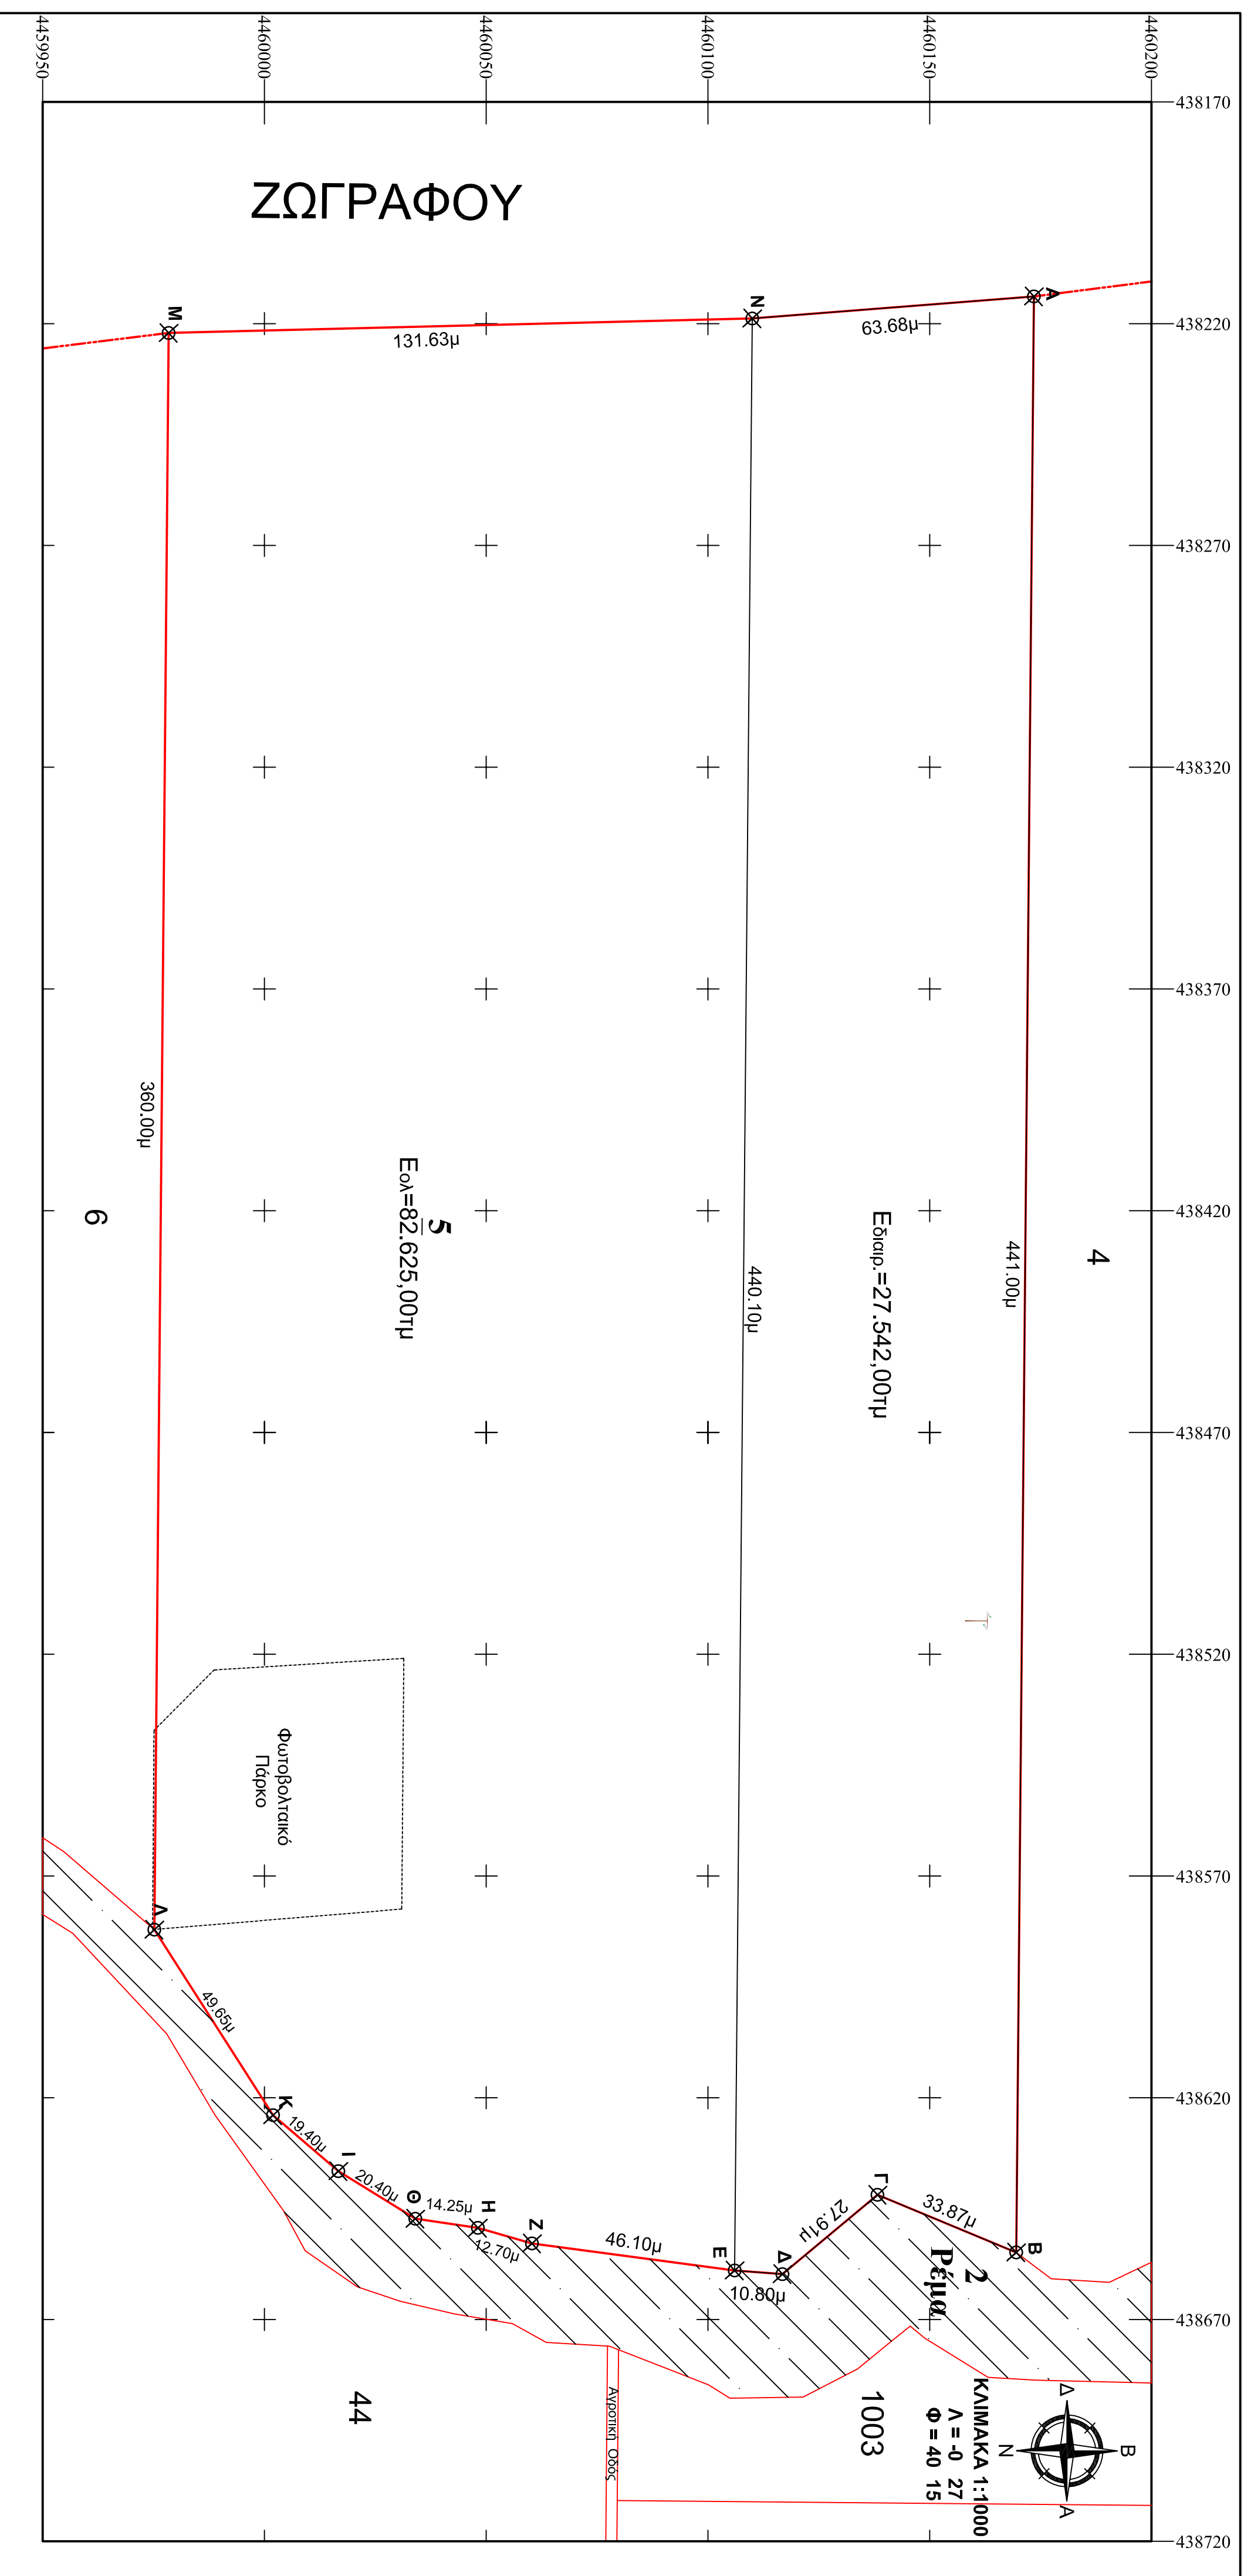 4459950
4460000
4460050
4460100
4460150
4460200
438170
438220
438270
438320
438370
438420
438470
438520
438570
438620
438670
438720
ΖΩΓΡΑΦΟΥ
Μ
Ν
Α
131.63μ
63.68μ
360.00μ
441.00μ
440.10μ
6
5
Εολ=82.625,00τμ
Εδιαιρ.=27.542,00τμ
4
Φωτοβολταικό
Πάρκο
Λ
49.65μ
Κ
19.40μ
Ι
20.40μ
Θ
14.25μ
Η
12.70μ
Ζ
46.10μ
Ε
10.80μ
Δ
27.91μ
Γ
33.87μ
Β
2
Ρέμα
44
Αγροτική Οδός
1003
ΚΛΙΜΑΚΑ 1:1000
Λ = -0 27
Φ = 40 15
Δ
Β
Ν
Α